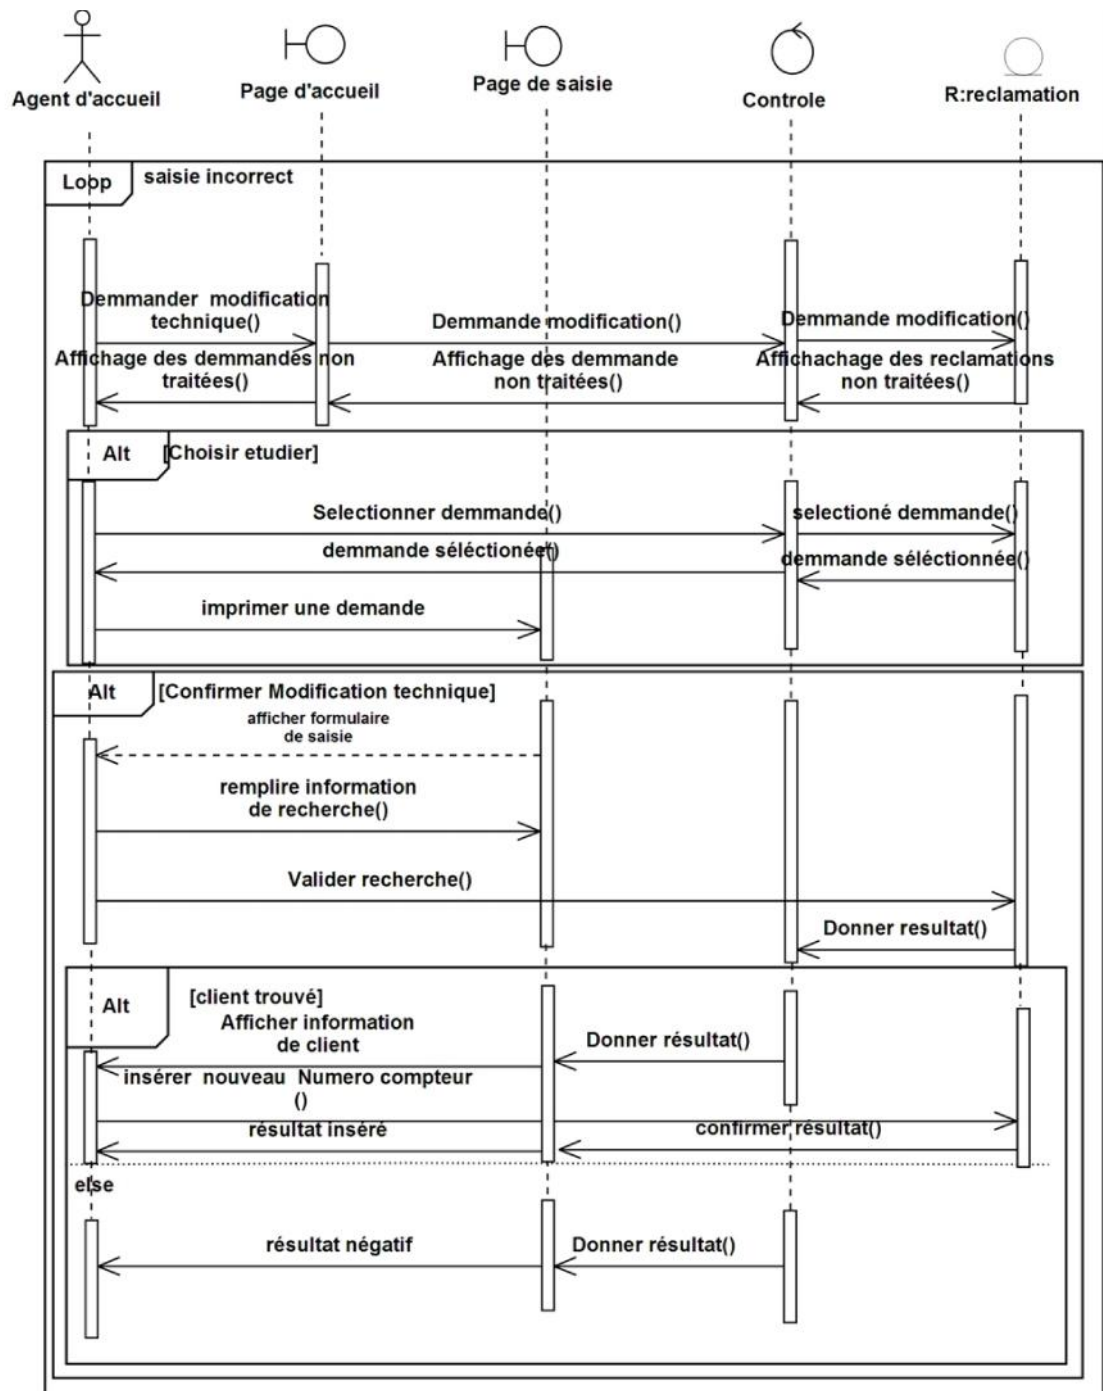 Agent d'accueil
Page d'accueil
Page de saisie
Controle
R:reclamation
Loop
saisie incorrect
Demmander modification
technique()
Demmande modification()
Demmande modification()
Affichage des demmandes non
traitées()
Affichage des demmande
non traitées()
Affichachage des reclamations
non traitées()
Alt
[Choisir etudier]
Selectionner demmande()
selectioné demmande()
demmande séléctionée()
demmande séléctionnée()
imprimer une demande
Alt
[Confirmer Modification technique]
afficher formulaire
de saisie
remplire information
de recherche()
Valider recherche()
Donner resultat()
Alt
[client trouvé]
Afficher information
de client
Donner résultat()
insérer nouveau Numero compteur
()
résultat inséré
confirmer résultat()
else
résultat négatif
Donner résultat()